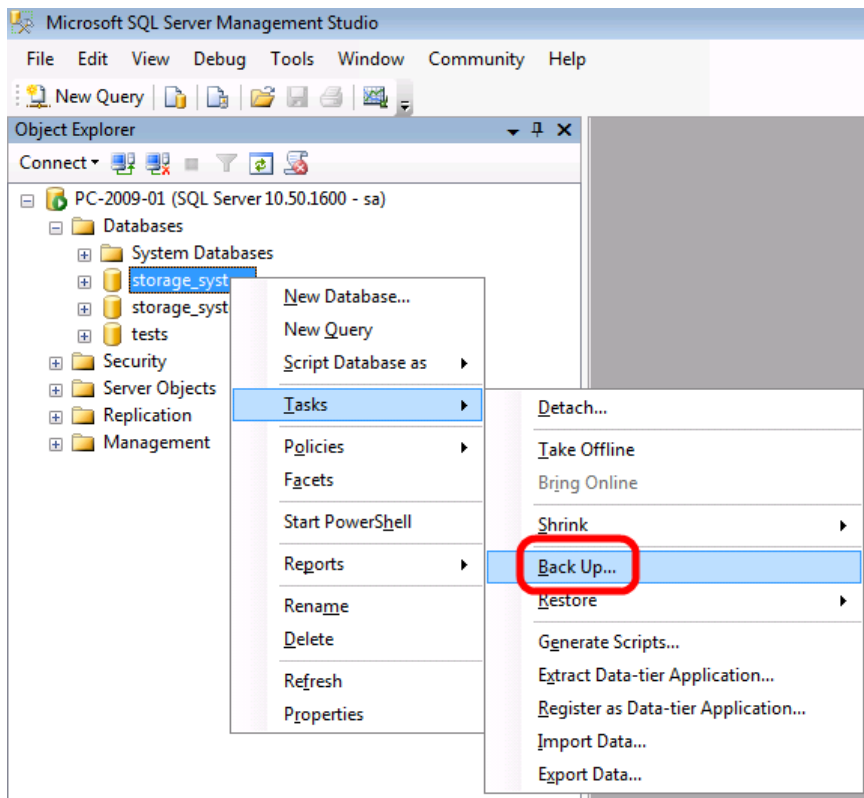 Microsoft SQL Server Management Studio
File Edit View Debug Tools Window Community Help
New Query
Object Explorer
Connect
PC-2009-01 (SQL Server 10.50.1600 - sa)
Databases
System Databases
storage_syst
storage_syst
tests
Security
Server Objects
Replication
Management
New Database...
New Query
Script Database as
Tasks
Policies
Facets
Start PowerShell
Reports
Rename
Delete
Refresh
Properties
Detach...
Take Offline
Bring Online
Shrink
Back Up...
Restore
Generate Scripts...
Extract Data-tier Application...
Register as Data-tier Application...
Import Data...
Export Data...